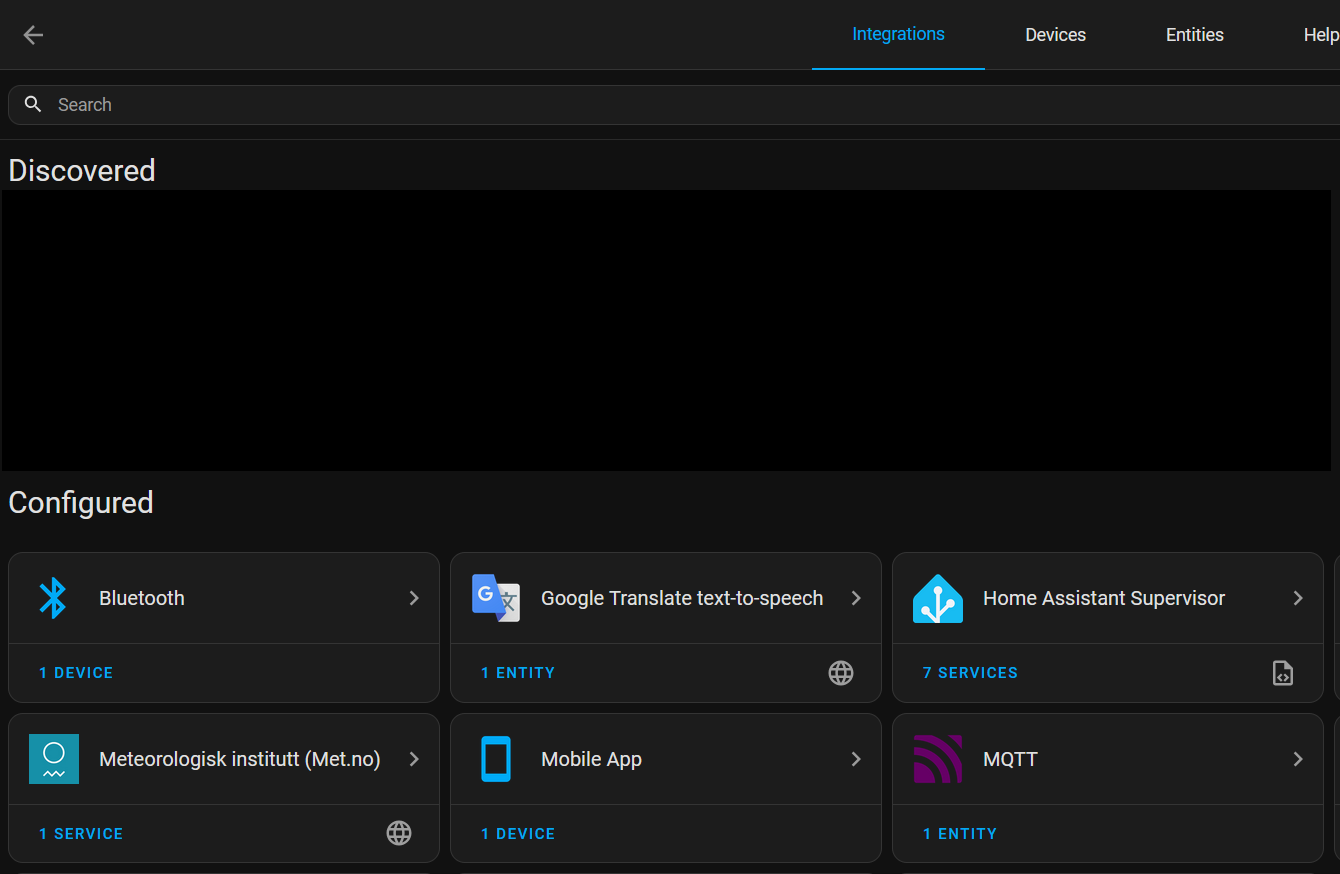 Integrations
Devices
Entities
Help
Search
Discovered
Configured
Bluetooth
1 DEVICE
G 文 Google Translate text-to-speech
1 ENTITY
Home Assistant Supervisor
7 SERVICES
Meteorologisk institutt (Met.no)
1 SERVICE
Mobile App
1 DEVICE
MQTT
1 ENTITY